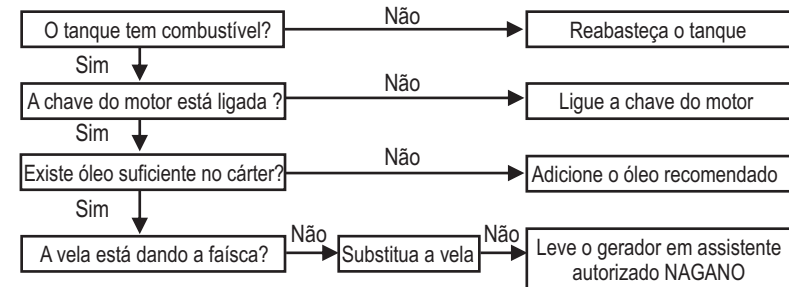 O tanque tem combustível?
Não
Reabasteça o tanque
Sim
A chave do motor está ligada ?
Não
Ligue a chave do motor
Sim
Existe óleo suficiente no cárter?
Não
Adicione o óleo recomendado
Sim
A vela está dando a faísca?
Não
Substitua a vela
Não
Leve o gerador em assistente
autorizado NAGANO